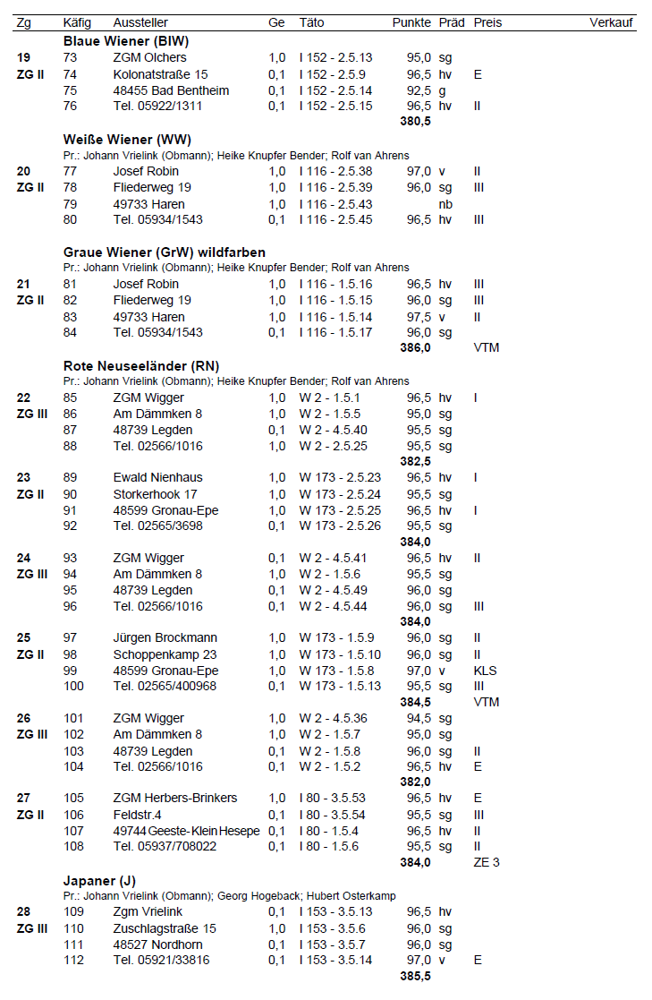 Zg Käfig Aussteller Ge Täto Punkte Präd Preis Verkauf
Blaue Wiener (BlW)
19 73 ZGM Olchers 1,0 I 152 - 2.5.13 95,0 sg
ZG II 74 Kolonatstraße 15 0,1 I 152 - 2.5.9 96,5 hv E
75 48455 Bad Bentheim 0,1 I 152 - 2.5.14 92,5 g
76 Tel. 05922/1311 0,1 I 152 - 2.5.15 96,5 hv II
380,5
Weiße Wiener (WW)
Pr.: Johann Vrielink (Obmann); Heike Knupfer Bender; Rolf van Ahrens
20 77 Josef Robin 1,0 I 116 - 2.5.38 97,0 v II
ZG II 78 Fliederweg 19 1,0 I 116 - 2.5.39 96,0 sg III
79 49733 Haren 1,0 I 116 - 2.5.43 nb
80 Tel. 05934/1543 0,1 I 116 - 2.5.45 96,5 hv III
Graue Wiener (GrW) wildfarben
Pr.: Johann Vrielink (Obmann); Heike Knupfer Bender; Rolf van Ahrens
21 81 Josef Robin 1,0 I 116 - 1.5.16 96,5 hv III
ZG II 82 Fliederweg 19 1,0 I 116 - 1.5.15 96,0 sg III
83 49733 Haren 1,0 I 116 - 1.5.14 97,5 v II
84 Tel. 05934/1543 0,1 I 116 - 1.5.17 96,0 sg
386,0 VTM
Rote Neuseeländer (RN)
Pr.: Johann Vrielink (Obmann); Heike Knupfer Bender; Rolf van Ahrens
22 85 ZGM Wigger 1,0 W 2 - 1.5.1 96,5 hv I
ZG III 86 Am Dämmken 8 1,0 W 2 - 1.5.5 95,0 sg
87 48739 Legden 0,1 W 2 - 4.5.40 95,5 sg
88 Tel. 02566/1016 1,0 W 2 - 2.5.25 95,5 sg
382,5
23 89 Ewald Nienhaus 1,0 W 173 - 2.5.23 96,5 hv I
ZG II 90 Storkerhook 17 1,0 W 173 - 2.5.24 95,5 sg
91 48599 Gronau-Epe 1,0 W 173 - 2.5.25 96,5 hv I
92 Tel. 02565/3698 0,1 W 173 - 2.5.26 95,5 sg
384,0
24 93 ZGM Wigger 0,1 W 2 - 4.5.41 96,5 hv II
ZG III 94 Am Dämmken 8 1,0 W 2 - 1.5.6 95,5 sg
95 48739 Legden 0,1 W 2 - 4.5.49 96,0 sg
96 Tel. 02566/1016 0,1 W 2 - 4.5.44 96,0 sg III
384,0
25 97 Jürgen Brockmann 1,0 W 173 - 1.5.9 96,0 sg II
ZG II 98 Schoppenkamp 23 1,0 W 173 - 1.5.10 96,0 sg II
99 48599 Gronau-Epe 1,0 W 173 - 1.5.8 97,0 v KLS
100 Tel. 02565/400968 0,1 W 173 - 1.5.13 95,5 sg III
384,5 VTM
26 101 ZGM Wigger 1,0 W 2 - 4.5.36 94,5 sg
ZG III 102 Am Dämmken 8 1,0 W 2 - 1.5.7 95,0 sg
103 48739 Legden 0,1 W 2 - 1.5.8 96,0 sg II
104 Tel. 02566/1016 0,1 W 2 - 1.5.2 96,5 hv E
382,0
27 105 ZGM Herbers-Brinkers 1,0 I 80 - 3.5.53 96,5 hv E
ZG II 106 Feldstr.4 0,1 I 80 - 3.5.54 95,5 sg III
107 49744 Geeste-Klein Hesepe 0,1 I 80 - 1.5.4 96,5 hv II
108 Tel. 05937/708022 0,1 I 80 - 1.5.6 95,5 sg II
384,0 ZE 3
Japaner (J)
Pr.: Johann Vrielink (Obmann); Georg Hogeback; Hubert Osterkamp
28 109 Zgm Vrielink 0,1 I 153 - 3.5.13 96,5 hv
ZG III 110 Zuschlagstraße 15 1,0 I 153 - 3.5.6 96,0 sg
111 48527 Nordhorn 0,1 I 153 - 3.5.7 96,0 sg
112 Tel. 05921/33816 0,1 I 153 - 3.5.14 97,0 v E
385,5